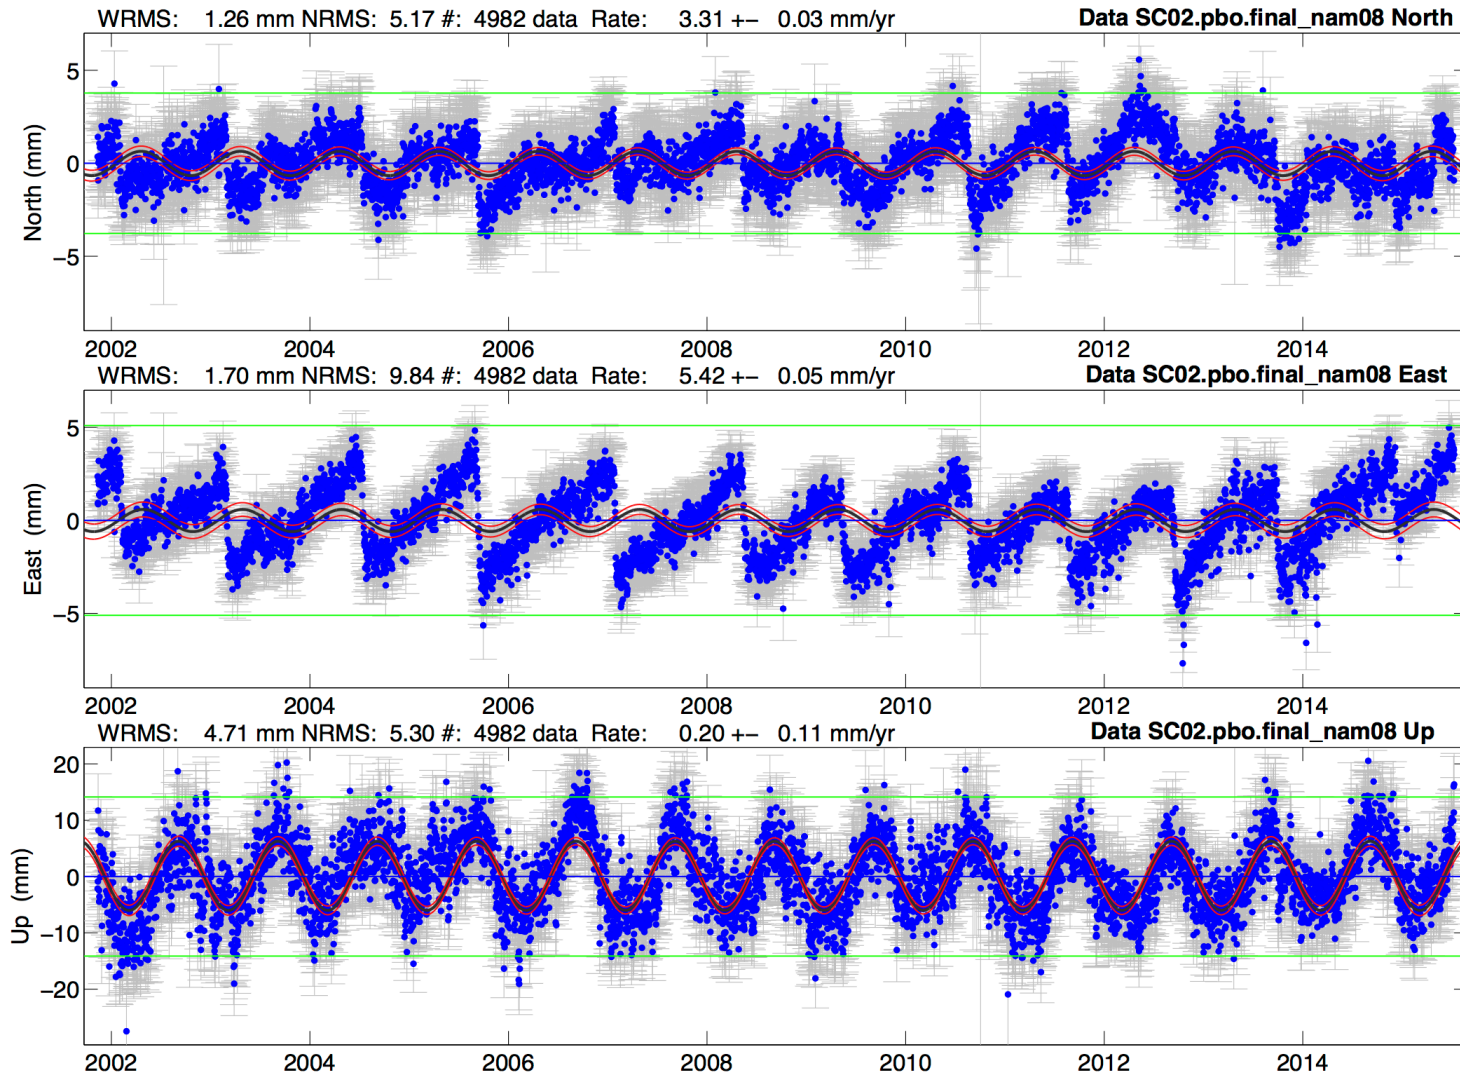 WRMS: 1.26 mm NRMS: 5.17 #: 4982 data Rate: 3.31 +− 0.03 mm/yr Data SC02.pbo.final_nam08 North
5
0
−5
North (mm)
2002 2004 2006 2008 2010 2012 2014
WRMS: 1.70 mm NRMS: 9.84 #: 4982 data Rate: 5.42 +− 0.05 mm/yr Data SC02.pbo.final_nam08 East
5
0
−5
East (mm)
2002 2004 2006 2008 2010 2012 2014
WRMS: 4.71 mm NRMS: 5.30 #: 4982 data Rate: 0.20 +− 0.11 mm/yr Data SC02.pbo.final_nam08 Up
20
10
0
−10
−20
Up (mm)
2002 2004 2006 2008 2010 2012 2014